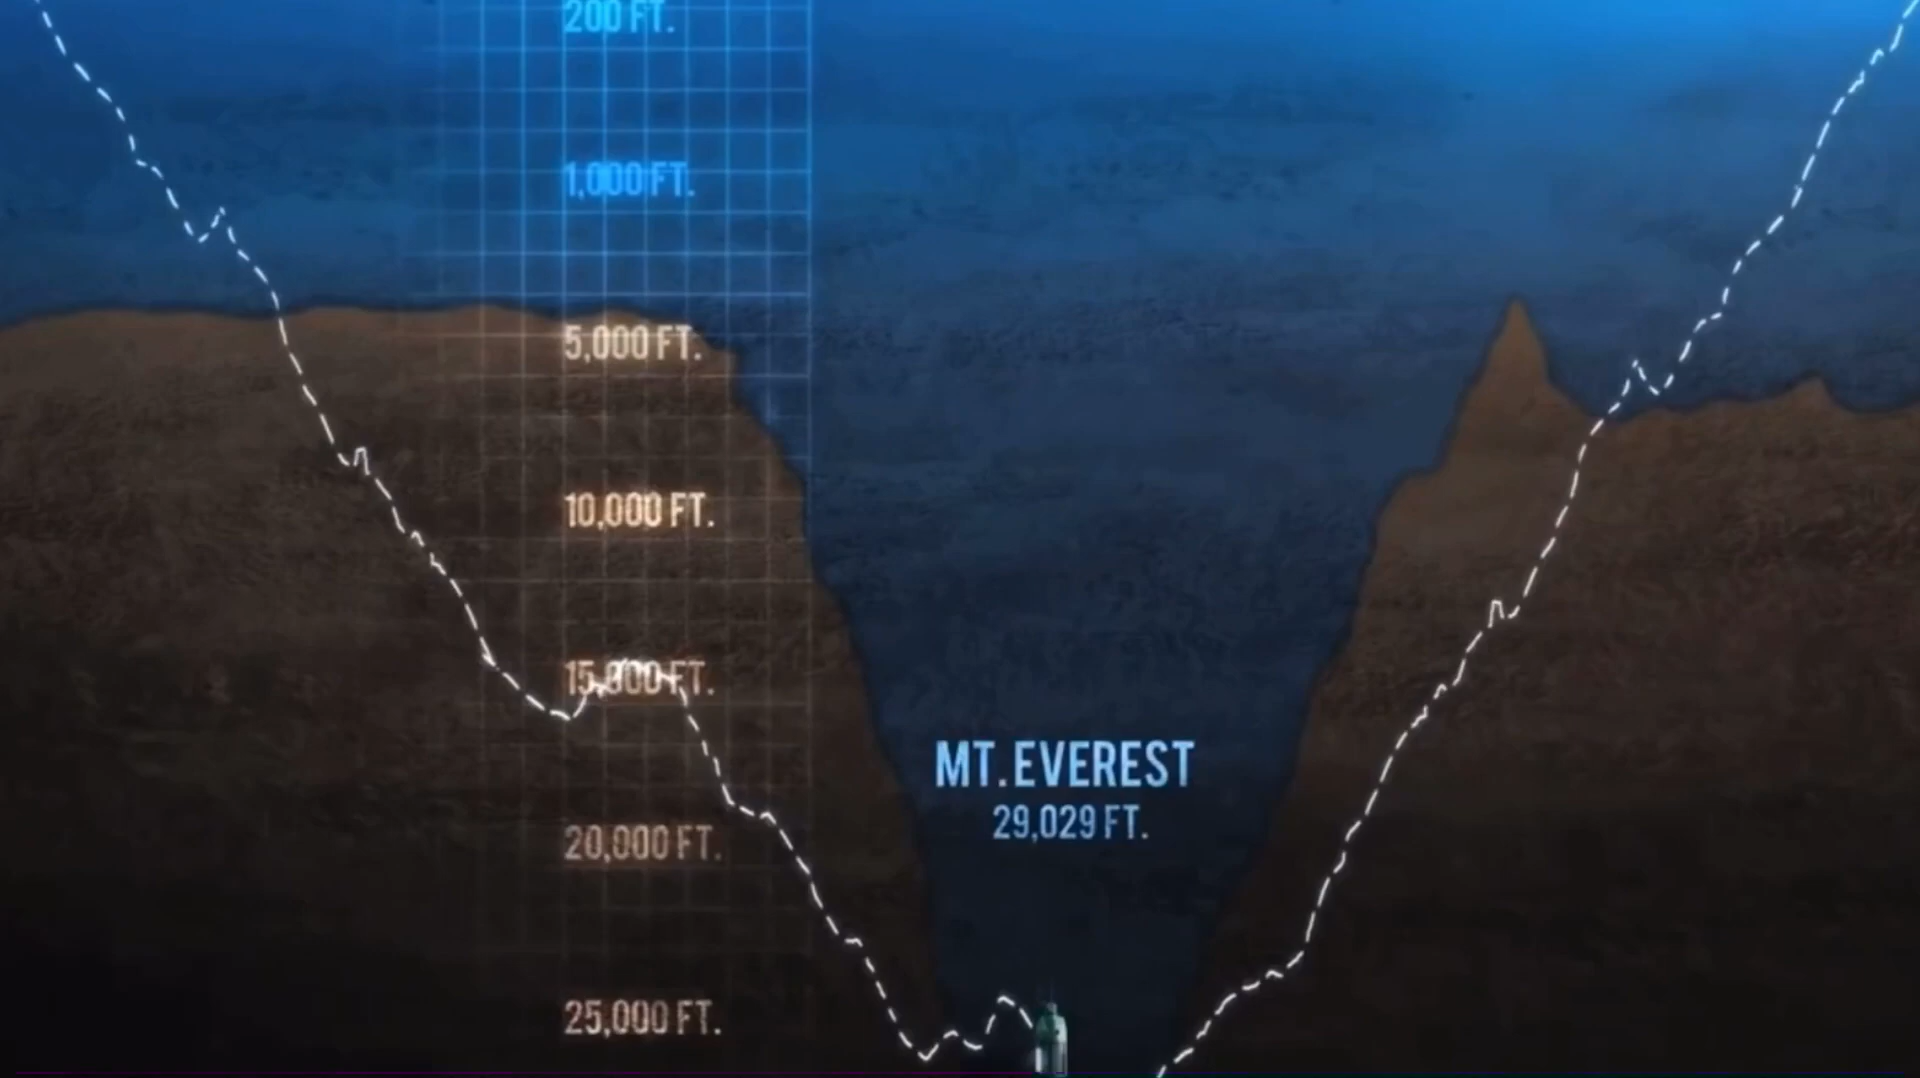 200 FT.
1,000 FT.
5,000 FT.
10,000 FT.
15,000 FT.
MT. EVEREST
29,029 FT.
20,000 FT.
25,000 FT.